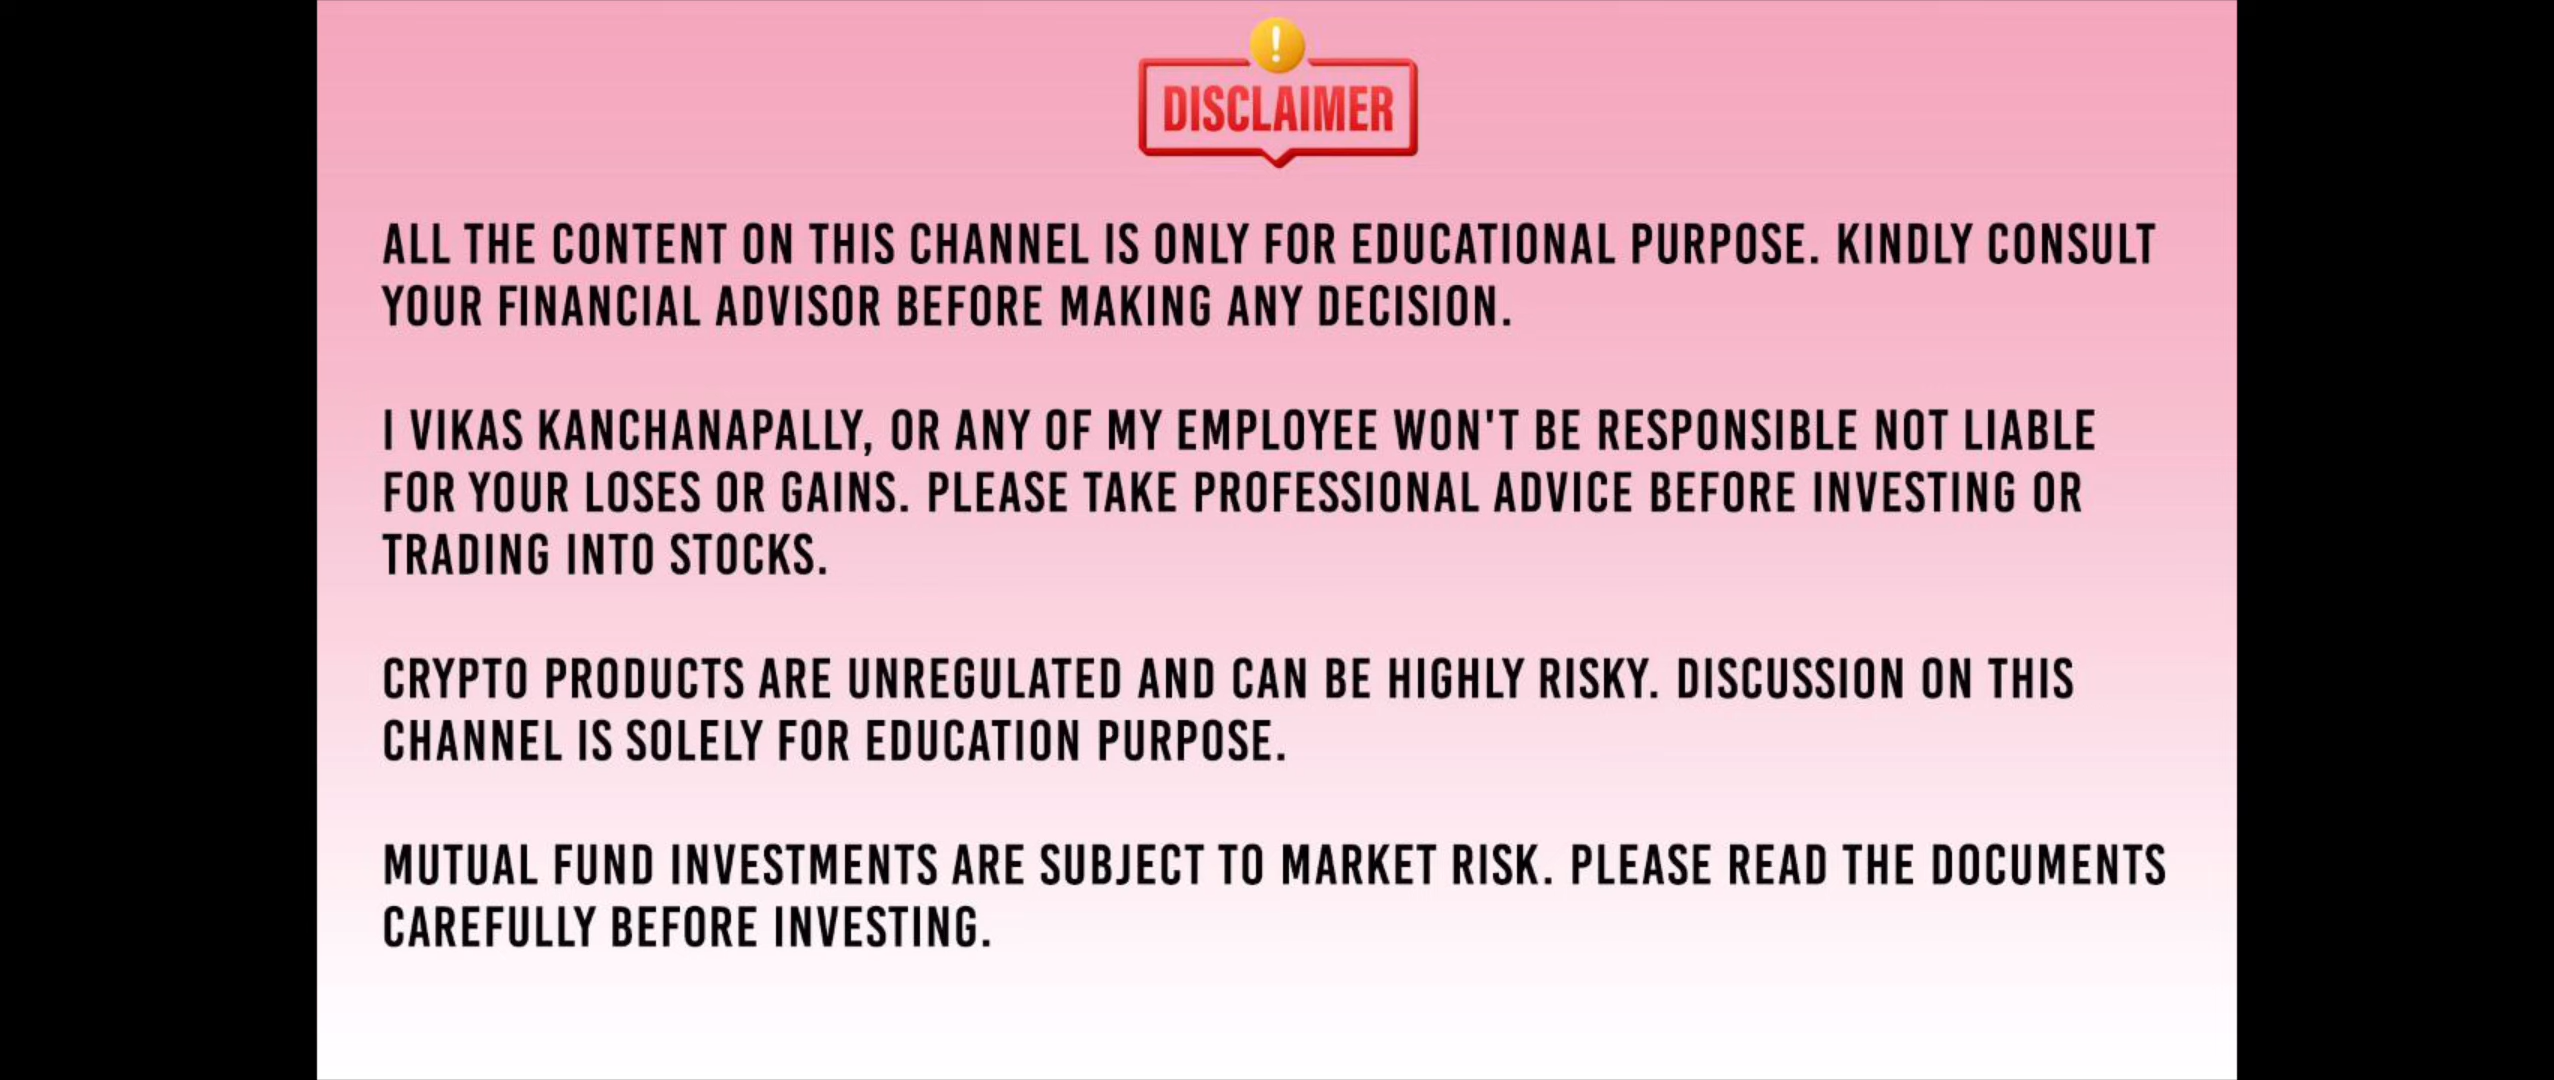 !
DISCLAIMER
ALL THE CONTENT ON THIS CHANNEL IS ONLY FOR EDUCATIONAL PURPOSE. KINDLY CONSULT
YOUR FINANCIAL ADVISOR BEFORE MAKING ANY DECISION.
I VIKAS KANCHANAPALLY, OR ANY OF MY EMPLOYEE WON'T BE RESPONSIBLE NOT LIABLE
FOR YOUR LOSES OR GAINS. PLEASE TAKE PROFESSIONAL ADVICE BEFORE INVESTING OR
TRADING INTO STOCKS.
CRYPTO PRODUCTS ARE UNREGULATED AND CAN BE HIGHLY RISKY. DISCUSSION ON THIS
CHANNEL IS SOLELY FOR EDUCATION PURPOSE.
MUTUAL FUND INVESTMENTS ARE SUBJECT TO MARKET RISK. PLEASE READ THE DOCUMENTS
CAREFULLY BEFORE INVESTING.